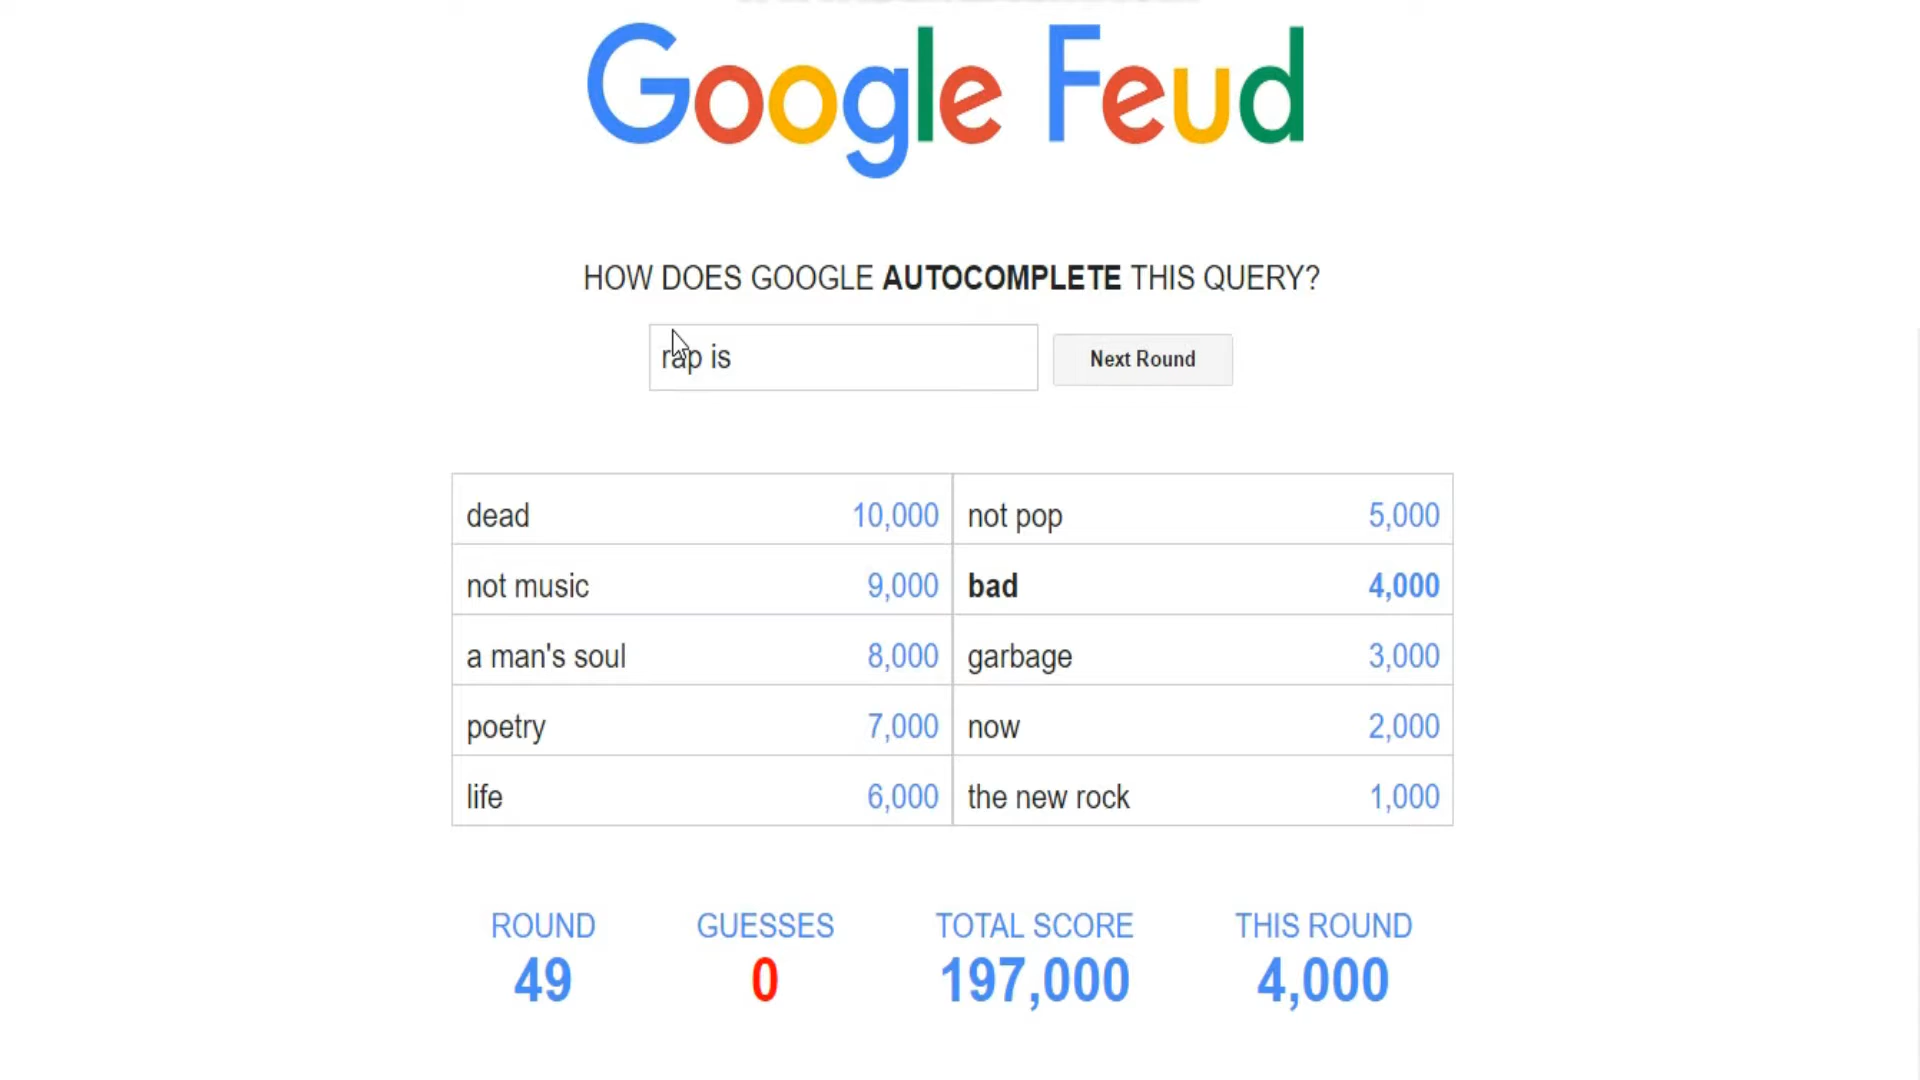 Google Feud
HOW DOES GOOGLE AUTOCOMPLETE THIS QUERY?
rap is
Next Round
dead 10,000 not pop 5,000
not music 9,000 bad 4,000
a man's soul 8,000 garbage 3,000
poetry 7,000 now 2,000
life 6,000 the new rock 1,000
ROUND GUESSES TOTAL SCORE THIS ROUND
49 0 197,000 4,000